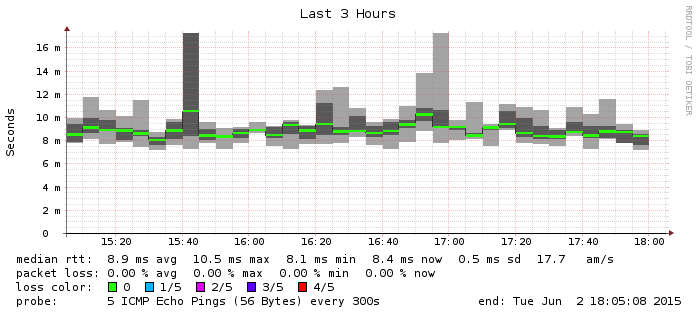 Last 3 Hours
RRDTOOL / TOBI OETIKER
Seconds
16 m
14 m
12 m
10 m
8 m
6 m
4 m
2 m
0
15:20 15:40 16:00 16:20 16:40 17:00 17:20 17:40 18:00
median rtt: 8.9 ms avg 10.5 ms max 8.1 ms min 8.4 ms now 0.5 ms sd 17.7 am/s
packet loss: 0.00 % avg 0.00 % max 0.00 % min 0.00 % now
loss color: 0 1/5 2/5 3/5 4/5
probe: 5 ICMP Echo Pings (56 Bytes) every 300s end: Tue Jun 2 18:05:08 2015